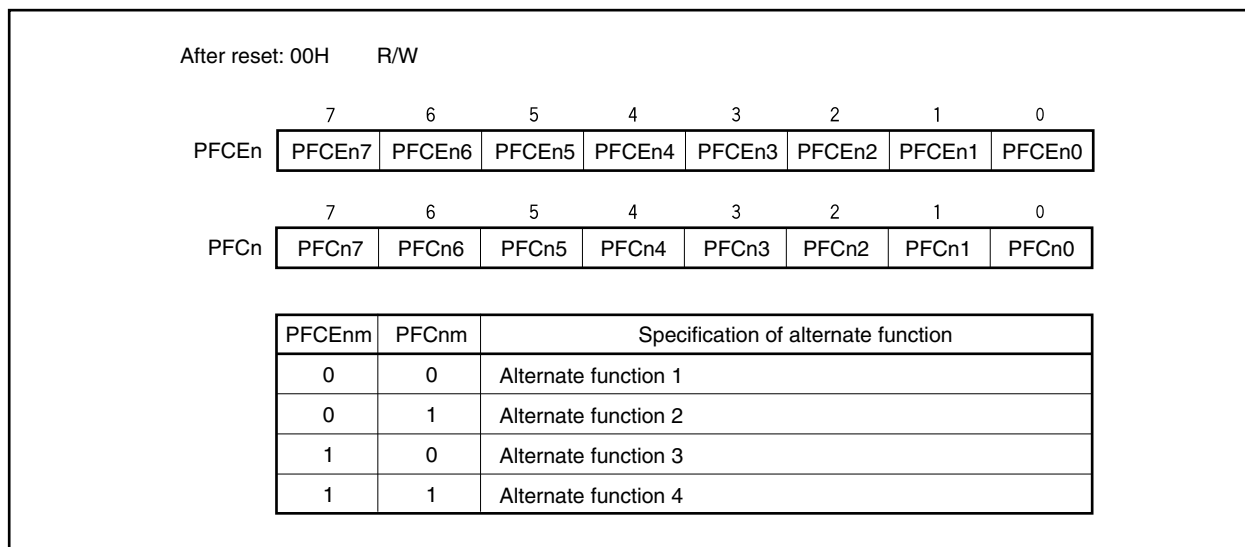 After reset: 00H R/W
7 6 5 4 3 2 1 0
PFCEn PFCEn7 PFCEn6 PFCEn5 PFCEn4 PFCEn3 PFCEn2 PFCEn1 PFCEn0
7 6 5 4 3 2 1 0
PFCn PFCn7 PFCn6 PFCn5 PFCn4 PFCn3 PFCn2 PFCn1 PFCn0
PFCEnm PFCnm Specification of alternate function
0 0 Alternate function 1
0 1 Alternate function 2
1 0 Alternate function 3
1 1 Alternate function 4